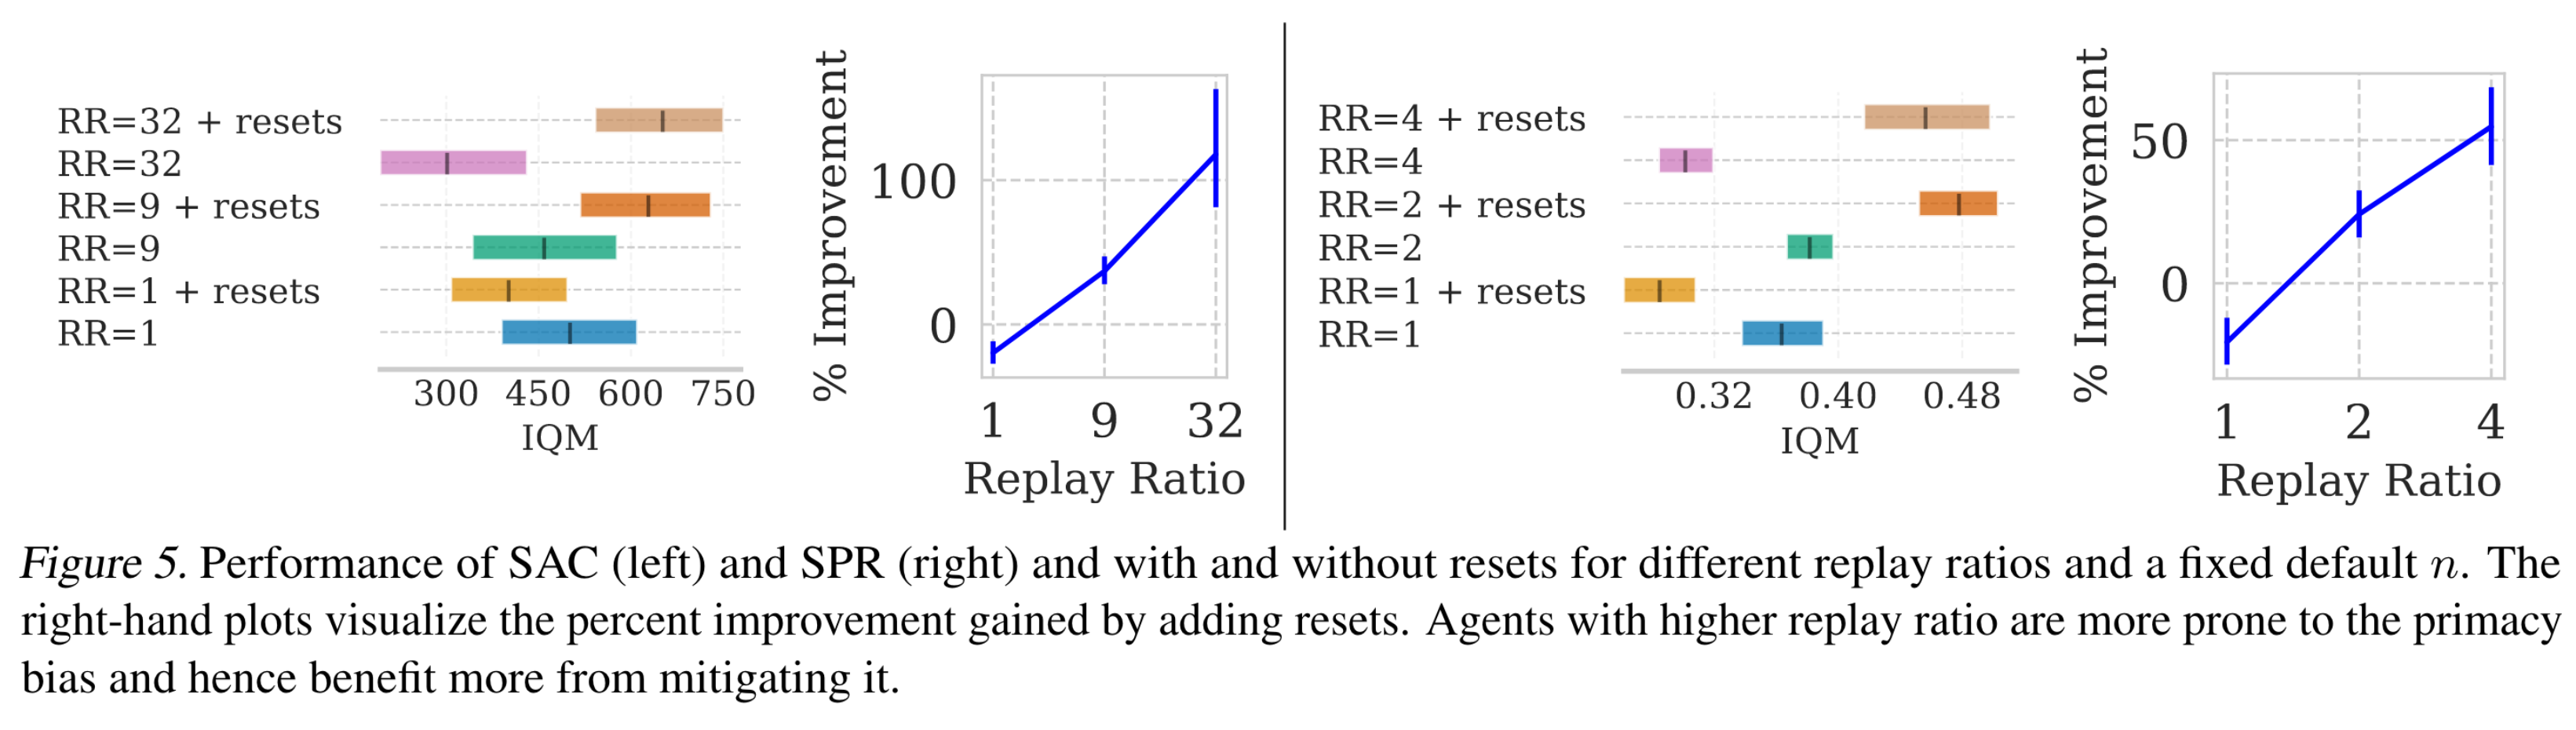 RR=32 + resets
RR=32
RR=9 + resets
RR=9
RR=1 + resets
RR=1
300 450 600 750
IQM
% Improvement
100
0
1 9 32
Replay Ratio
RR=4 + resets
RR=4
RR=2 + resets
RR=2
RR=1 + resets
RR=1
0.32 0.40 0.48
IQM
% Improvement
50
0
1 2 4
Replay Ratio
Figure 5. Performance of SAC (left) and SPR (right) and with and without resets for different replay ratios and a fixed default n. The
right-hand plots visualize the percent improvement gained by adding resets. Agents with higher replay ratio are more prone to the primacy
bias and hence benefit more from mitigating it.